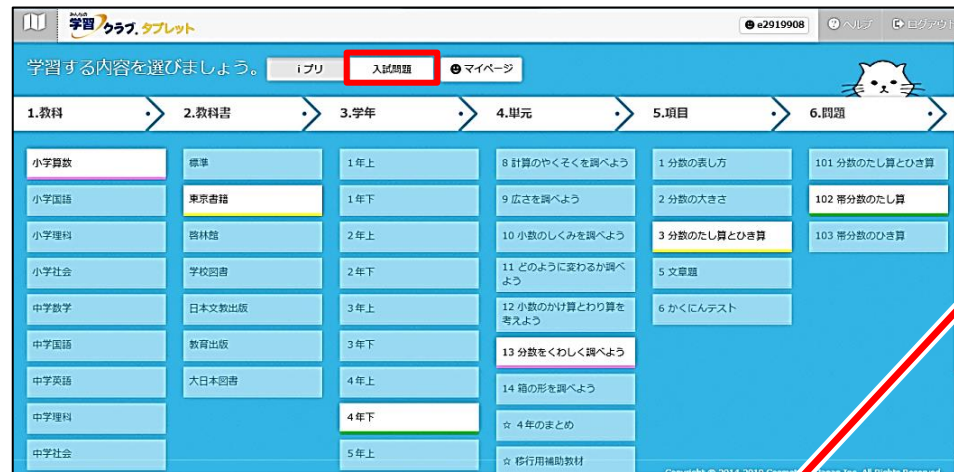 みんなの
学習クラブ タブレット
e2919908
ヘルプ
ログアウト
学習する内容を選びましょう。
iプリ
入試問題
マイページ
1.教科
2.教科書
3.学年
4.単元
5.項目
6.問題
小学算数
標準
1年上
8 計算のやくそくを調べよう
1 分数の表し方
101 分数のたし算とひき算
小学国語
東京書籍
1年下
9 広さを調べよう
2 分数の大きさ
102 帯分数のたし算
小学理科
啓林館
2年上
10 小数のしくみを調べよう
3 分数のたし算とひき算
103 帯分数のひき算
小学社会
学校図書
2年下
11 どのように変わるか調べ
よう
5 文章題
中学数学
日本文教出版
3年上
12 小数のかけ算とわり算を
考えよう
6 かくにんテスト
中学国語
教育出版
3年下
13 分数をくわしく調べよう
中学英語
大日本図書
4年上
14 箱の形を調べよう
中学理科
4年下
☆ 4年のまとめ
中学社会
5年上
☆ 移行用補助教材
Copyright © 2014-2019
Inc. All Rights Reserved.